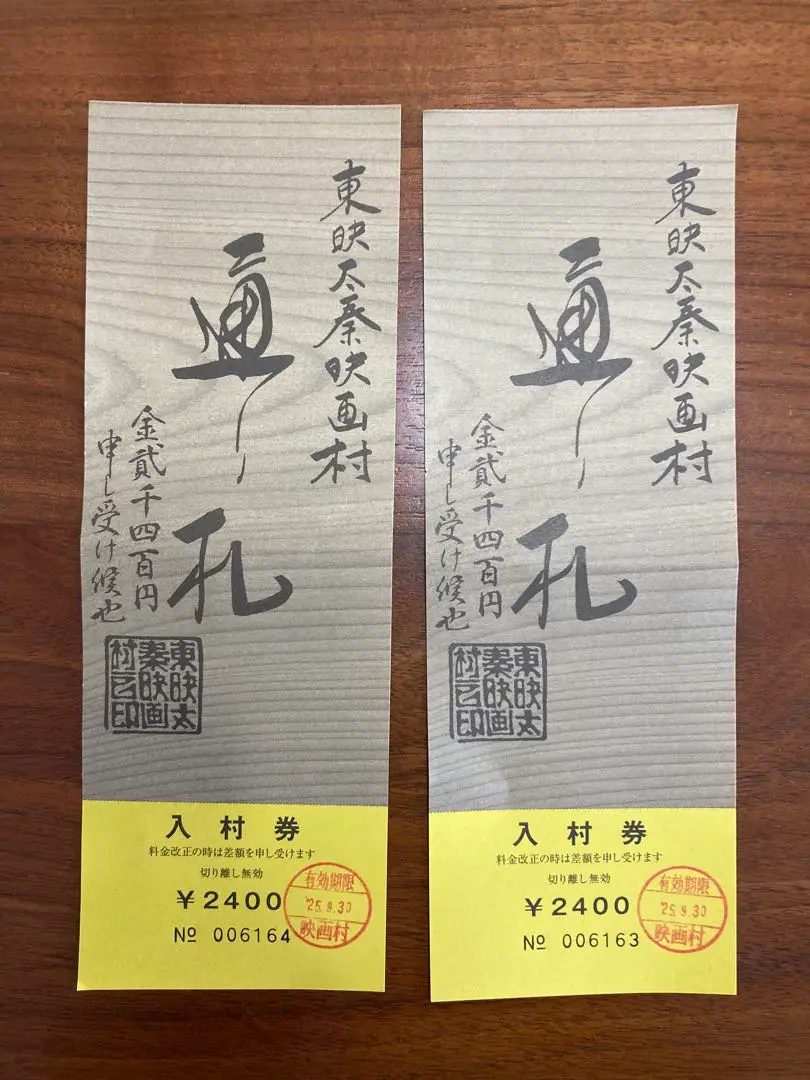 東映太秦映画村
通し札
金貳千四百円
申し受け候也
東映太
秦映画
村之印
入村券
料金改正の時は差額を申し受けます
切り離し無効
¥2400
No 006164
有効期限
'25.9.30
映画村
東映太秦映画村
通し札
金貳千四百円
申し受け候也
東映太
秦映画
村之印
入村券
料金改正の時は差額を申し受けます
切り離し無効
¥2400
No 006163
有効期限
'25.9.30
映画村